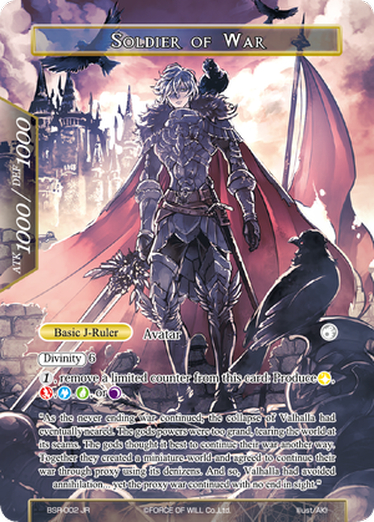 Soldier of War
ATK 1000 / DEF 1000
Basic J-Ruler Avatar
Divinity 6
1, remove a limited counter from this card: Produce , , , , or .
"As the never ending war continued, the collapse of Valhalla had
eventually neared. The gods powers were too grand, tearing the world at
its seams. The gods thought it best to continue their war another way.
Together they created a miniature world and agreed to continue their
war through proxy using its denizens. And so, Valhalla had avoided
annihilation... yet the proxy war continued with no end in sight."
BSR-002 JR ©FORCE OF WILL Co.,Ltd. Illust/AKI